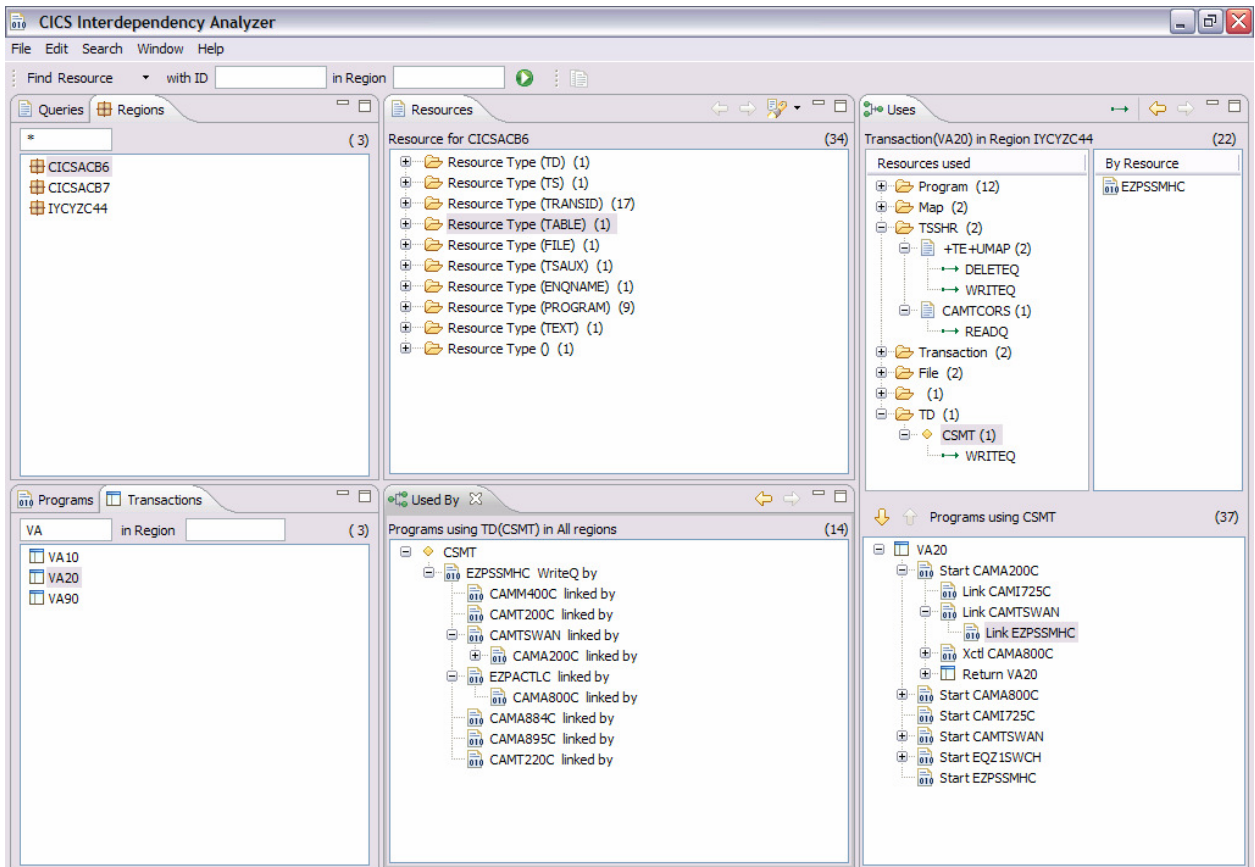 CICS Interdependency Analyzer
File Edit Search Window Help
Find Resource with ID in Region
Queries Regions
* ( 3)
CICSACB6
CICSACB7
IYCYZC44
Resources
Resource for CICSACB6 (34)
Resource Type (TD) (1)
Resource Type (TS) (1)
Resource Type (TRANSID) (17)
Resource Type (TABLE) (1)
Resource Type (FILE) (1)
Resource Type (TSAUX) (1)
Resource Type (ENQNAME) (1)
Resource Type (PROGRAM) (9)
Resource Type (TEXT) (1)
Resource Type () (1)
Uses
Transaction(VA20) in Region IYCYZC44 (22)
Resources used By Resource
Program (12) EZPSSMHC
Map (2)
TSSHR (2)
+TE+UMAP (2)
DELETEQ
WRITEQ
CAMTCORS (1)
READQ
Transaction (2)
File (2)
(1)
TD (1)
CSMT (1)
WRITEQ
Programs Transactions
VA in Region ( 3)
VA10
VA20
VA90
Used By
Programs using TD(CSMT) in All regions (14)
CSMT
EZPSSMHC WriteQ by
CAMM400C linked by
CAMT200C linked by
CAMTSWAN linked by
CAMA200C linked by
EZPACTLC linked by
CAMA800C linked by
CAMA884C linked by
CAMA895C linked by
CAMT220C linked by
Programs using CSMT (37)
VA20
Start CAMA200C
Link CAMI725C
Link CAMTSWAN
Link EZPSSMHC
Xctl CAMA800C
Return VA20
Start CAMA800C
Start CAMI725C
Start CAMTSWAN
Start EQZ1SWCH
Start EZPSSMHC